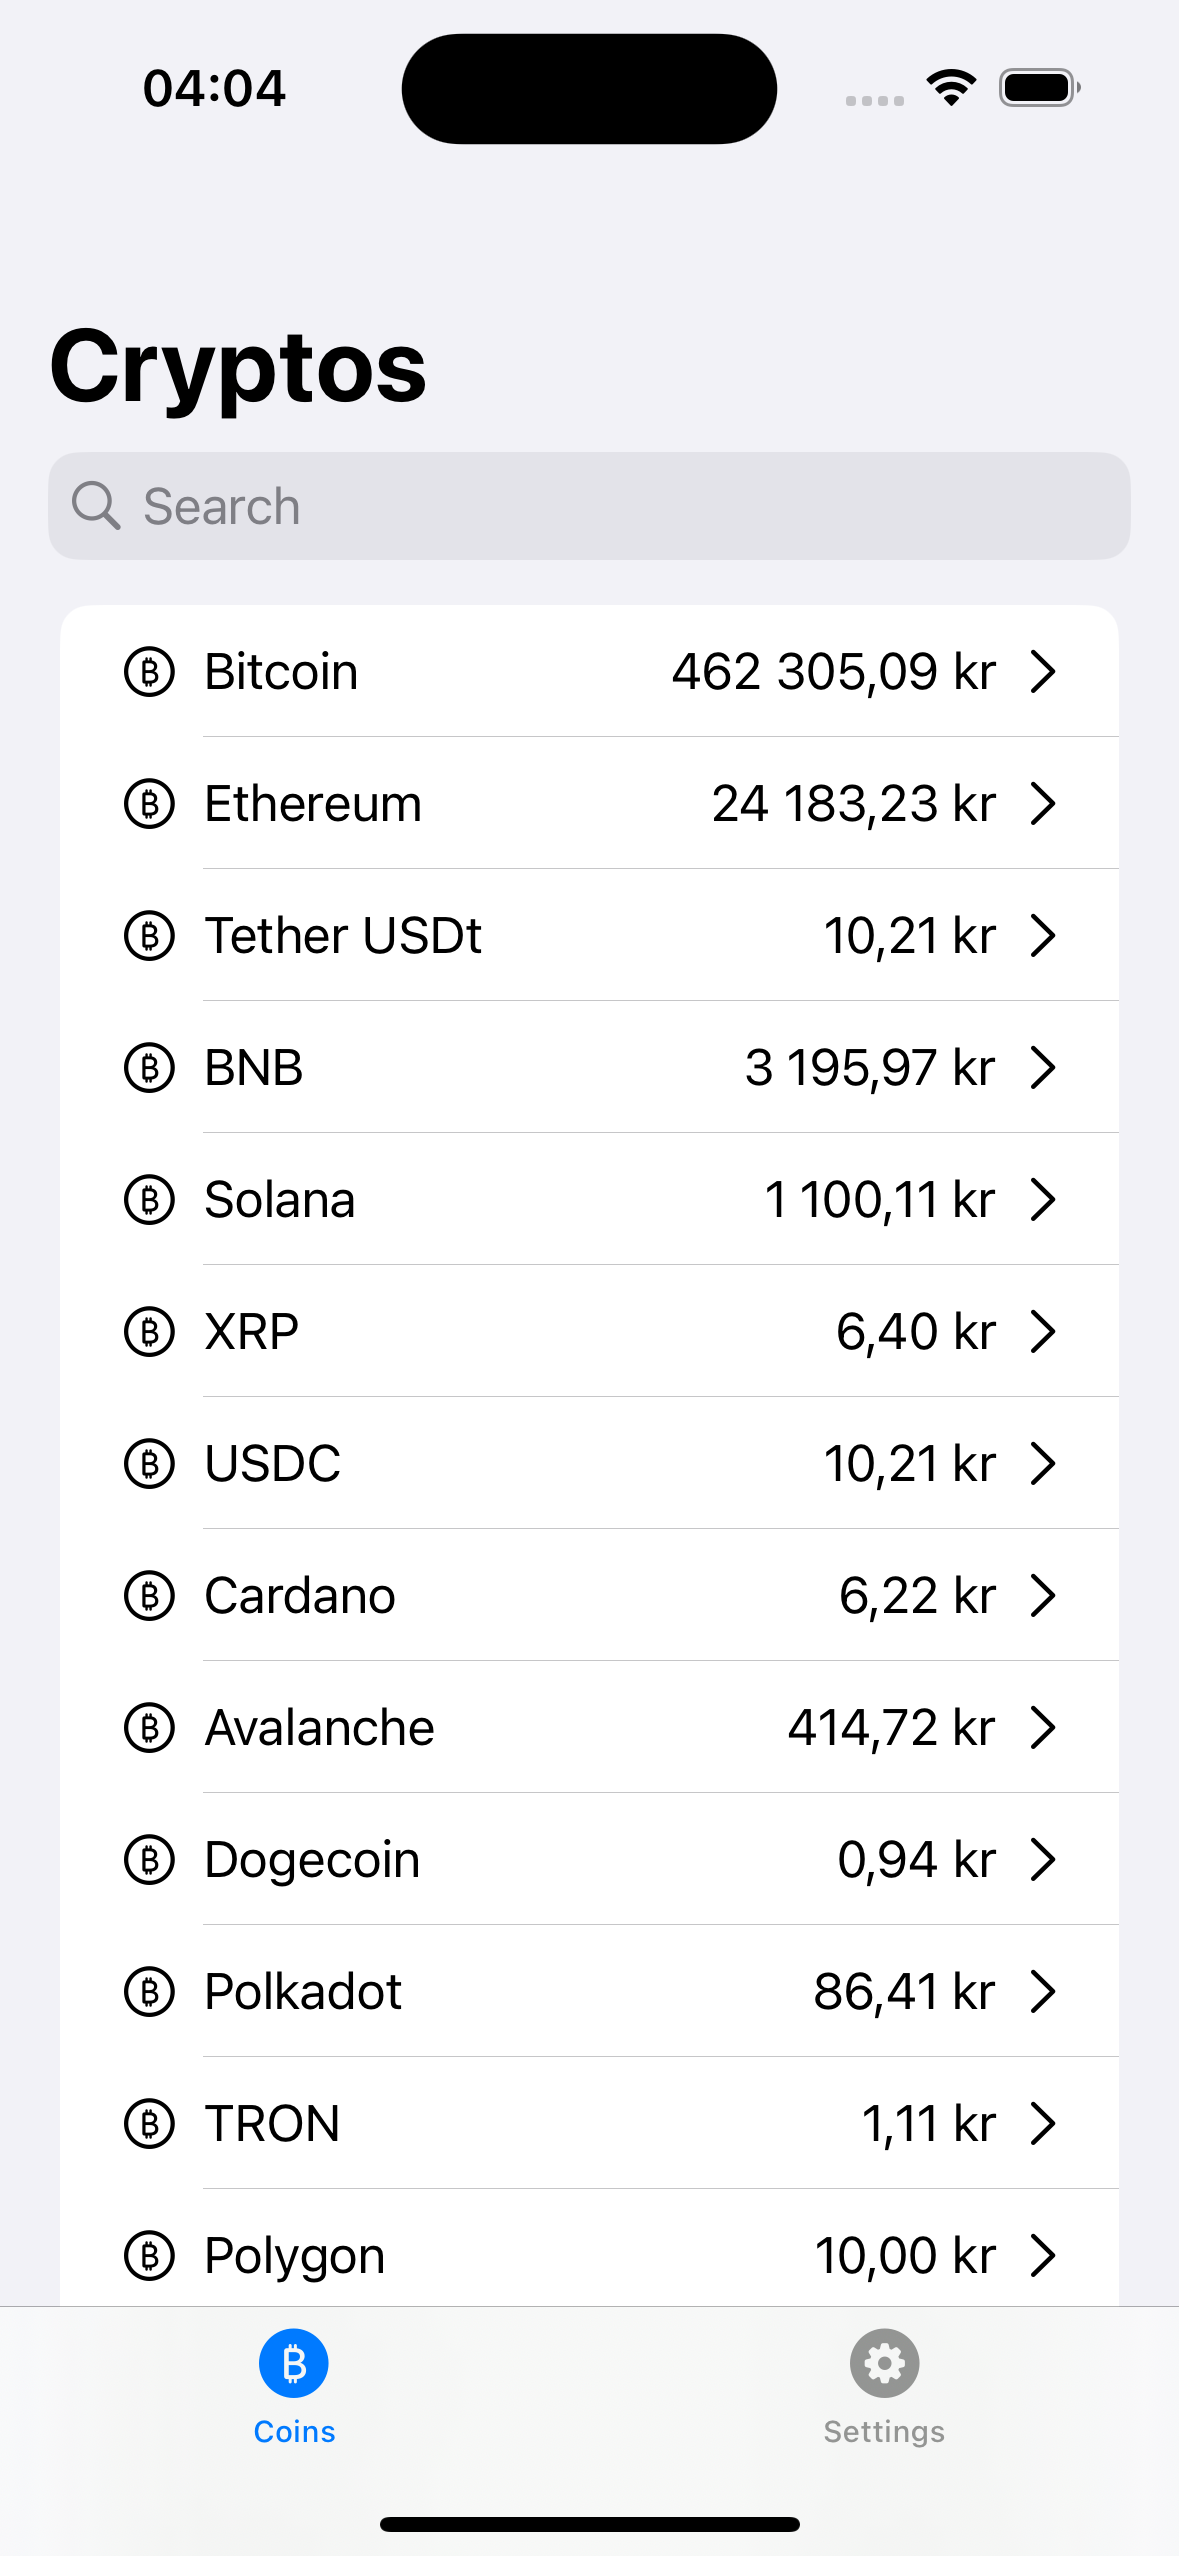 04:04
Cryptos
Search
Bitcoin 462 305,09 kr
Ethereum 24 183,23 kr
Tether USDt 10,21 kr
BNB 3 195,97 kr
Solana 1 100,11 kr
XRP 6,40 kr
USDC 10,21 kr
Cardano 6,22 kr
Avalanche 414,72 kr
Dogecoin 0,94 kr
Polkadot 86,41 kr
TRON 1,11 kr
Polygon 10,00 kr
Coins Settings